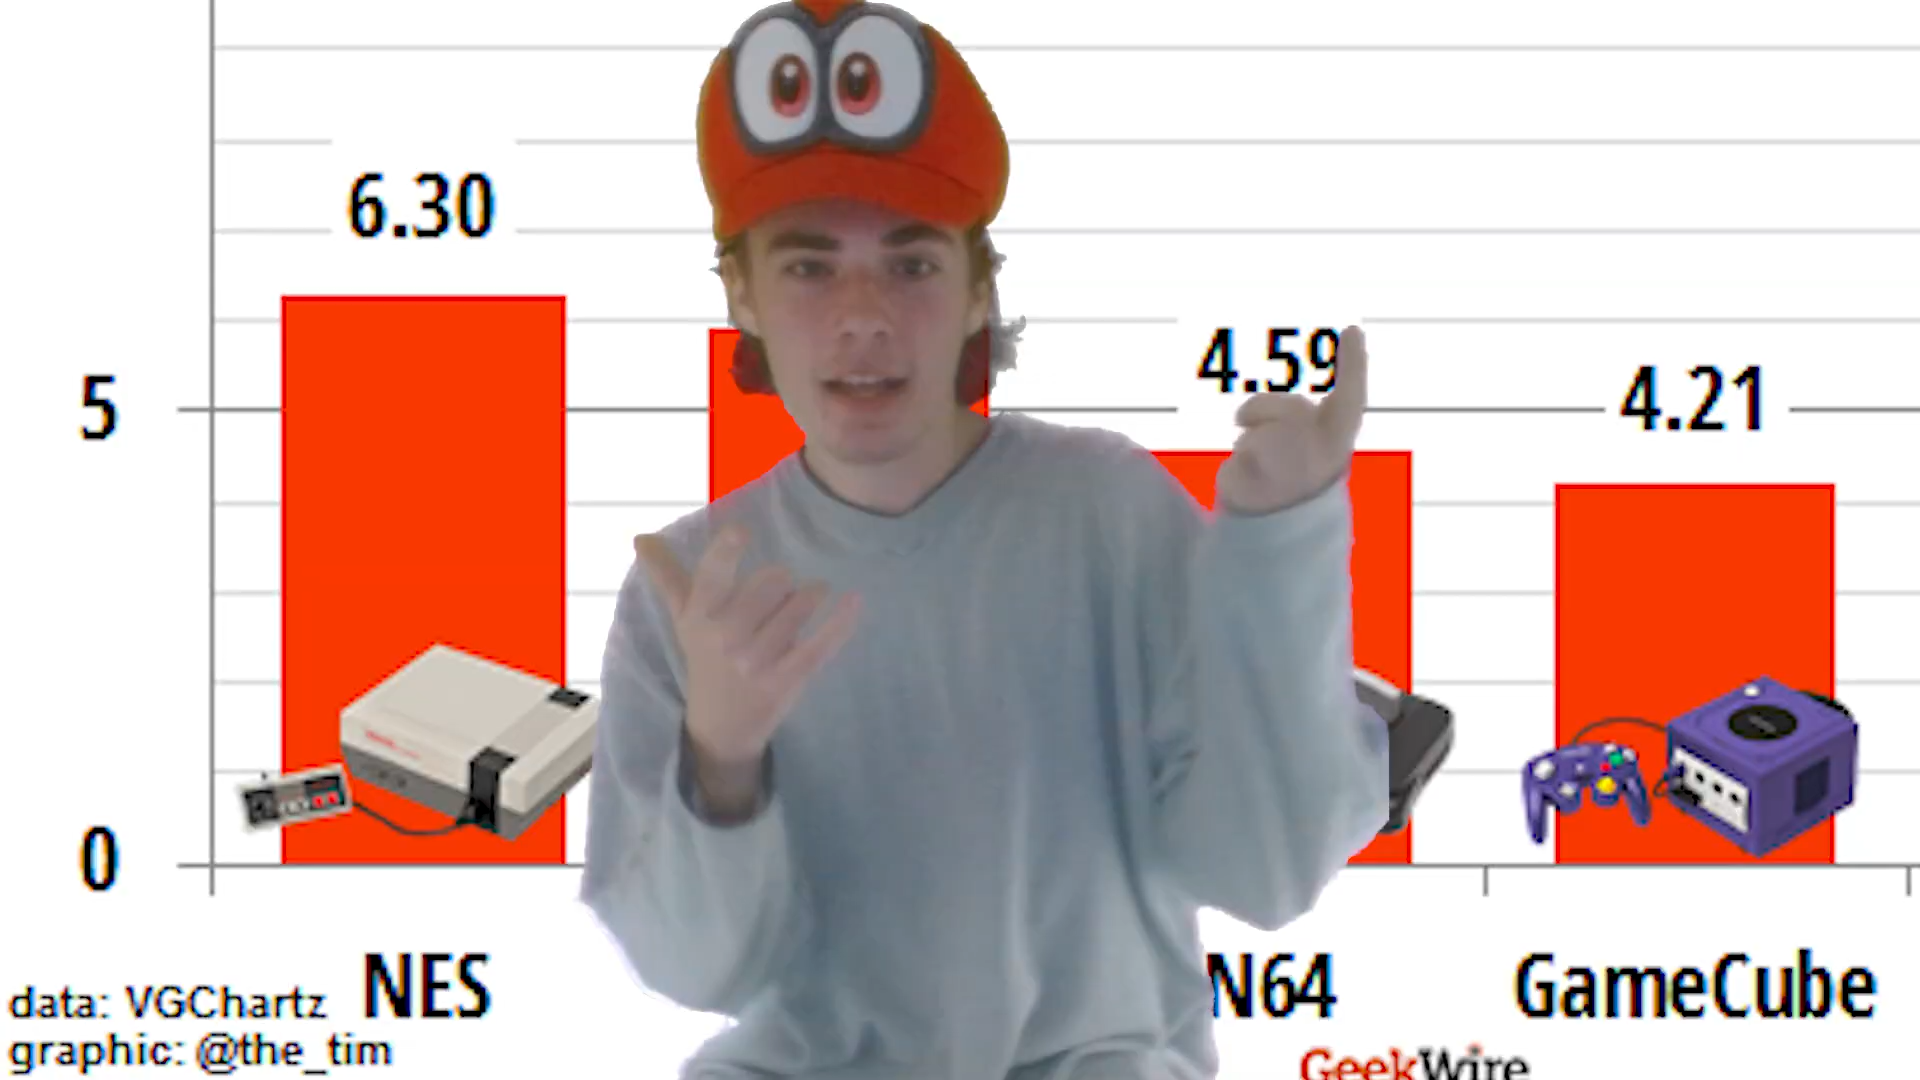 6.30
4.59
4.21
5
0
NES
N64
GameCube
data: VGChartz
graphic: @the_tim
GeekWire